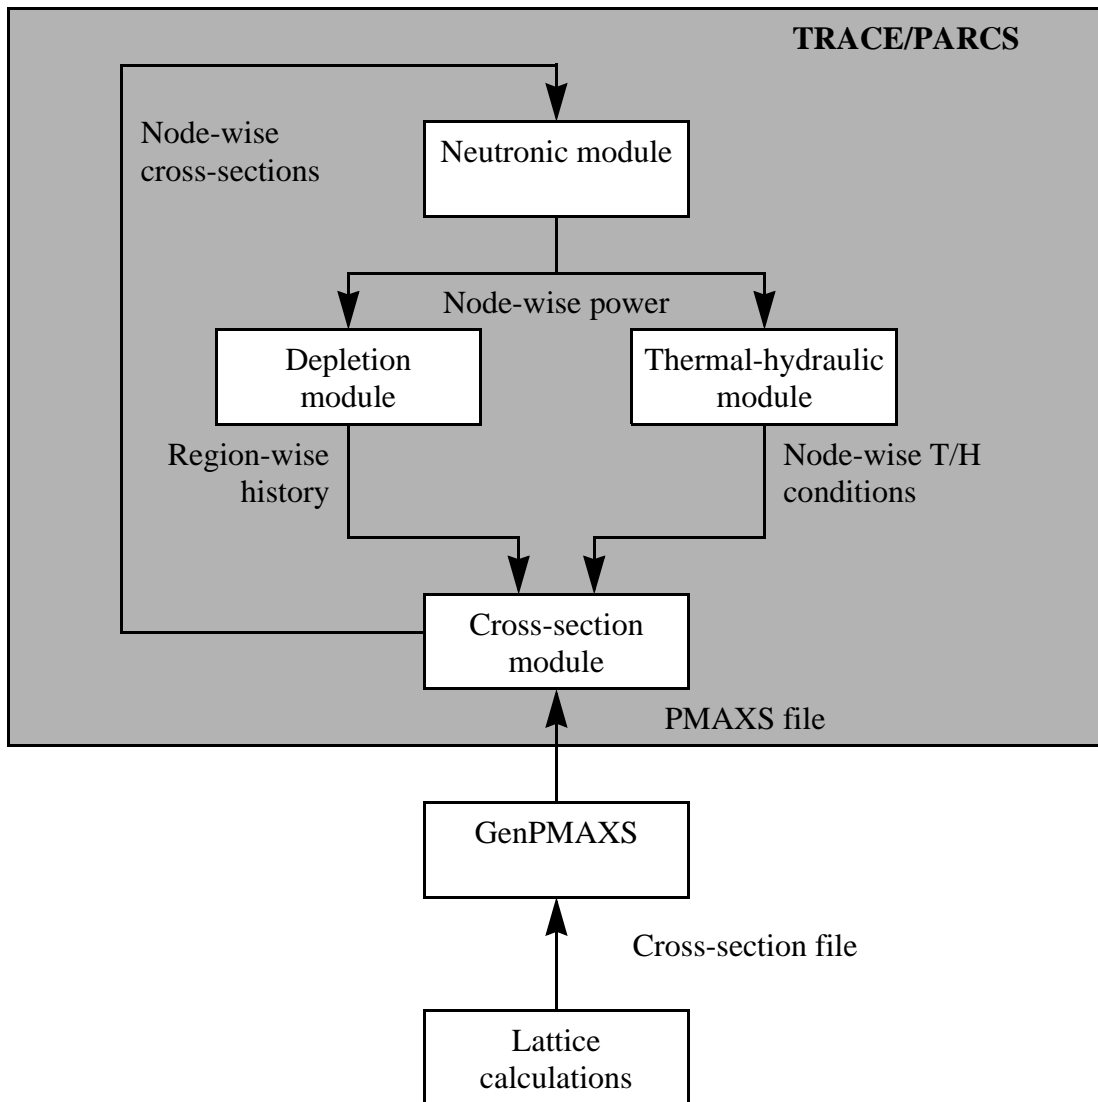 TRACE/PARCS
Node-wise
cross-sections
Neutronic module
Node-wise power
Depletion
module
Thermal-hydraulic
module
Region-wise
history
Node-wise T/H
conditions
Cross-section
module
PMAXS file
GenPMAXS
Cross-section file
Lattice
calculations